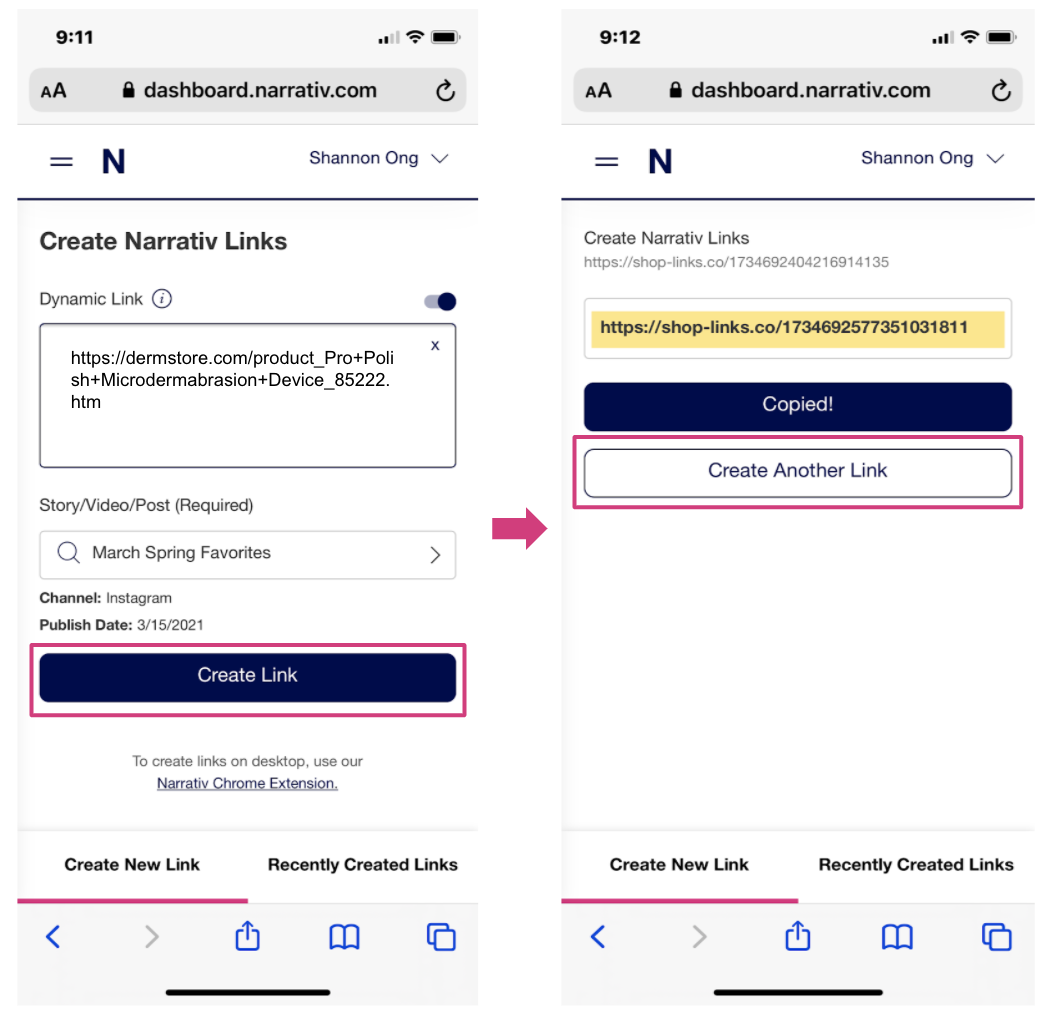 9:11
AA dashboard.narrativ.com
N Shannon Ong
Create Narrativ Links
Dynamic Link i
https://dermstore.com/product_Pro+Poli
sh+Microdermabrasion+Device_85222.
htm
x
Story/Video/Post (Required)
March Spring Favorites
Channel: Instagram
Publish Date: 3/15/2021
Create Link
To create links on desktop, use our
Narrativ Chrome Extension.
Create New Link Recently Created Links
9:12
AA dashboard.narrativ.com
N Shannon Ong
Create Narrativ Links
https://shop-links.co/1734692404216914135
https://shop-links.co/1734692577351031811
Copied!
Create Another Link
Create New Link Recently Created Links